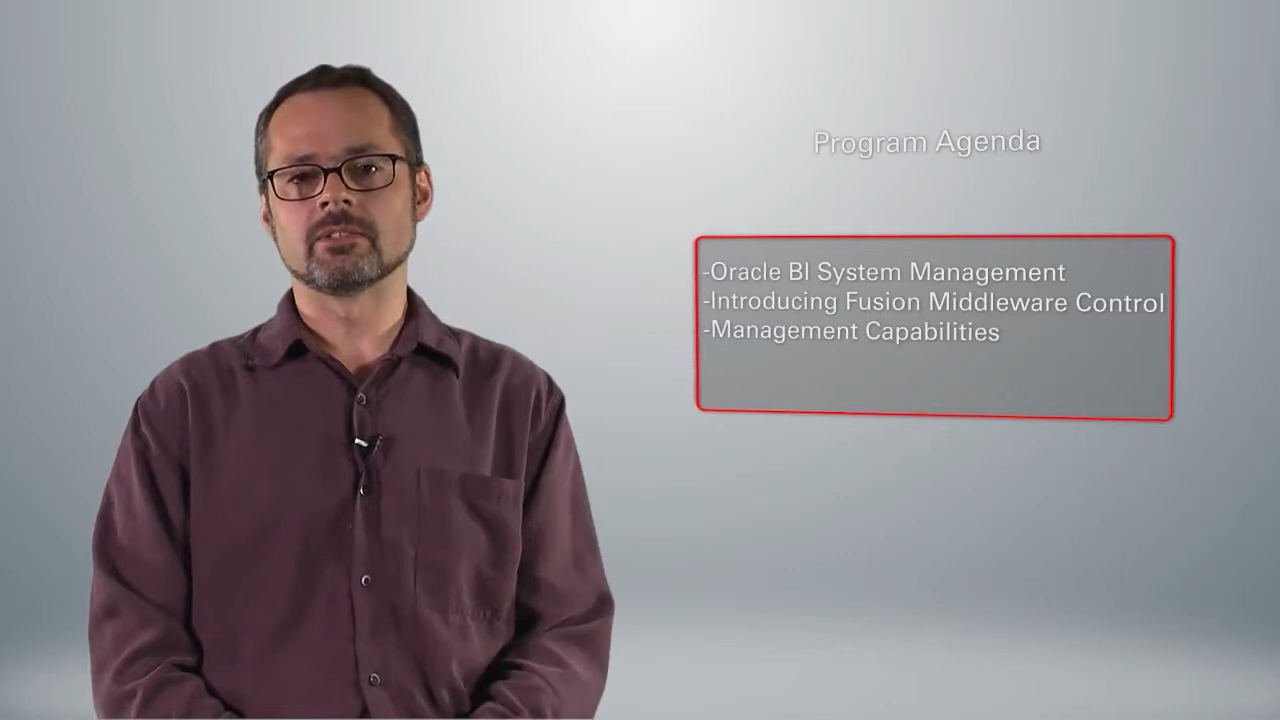 Program Agenda
-Oracle BI System Management
-Introducing Fusion Middleware Control
-Management Capabilities